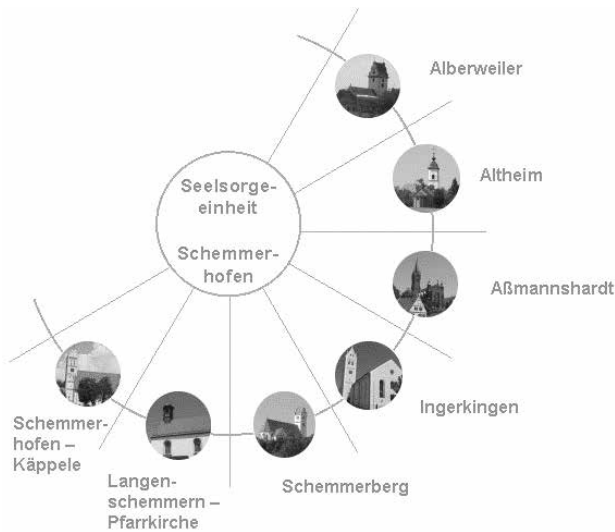 Seelsorge-
einheit
Schemmer-
hofen
Alberweiler
Altheim
Aßmannshardt
Ingerkingen
Schemmerberg
Langen-
schemmern –
Pfarrkirche
Schemmer-
hofen –
Käppele